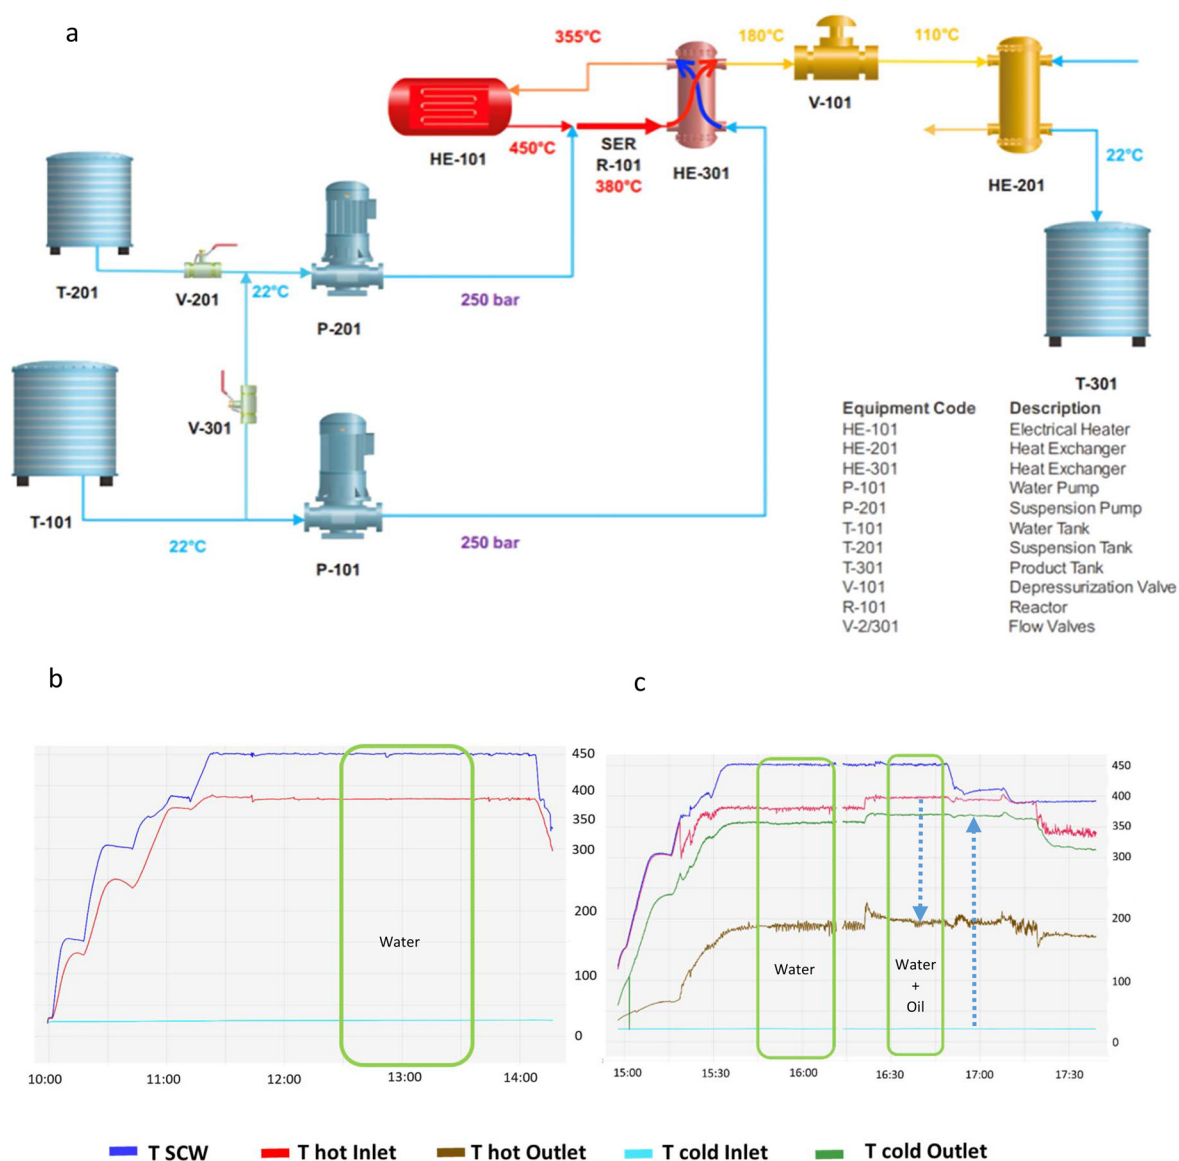 a
355°C
180°C
110°C
V-101
HE-101
450°C
SER
R-101
380°C
HE-301
HE-201
22°C
T-201
V-201
22°C
P-201
250 bar
T-301
V-301
T-101
22°C
P-101
250 bar
Equipment Code Description
HE-101 Electrical Heater
HE-201 Heat Exchanger
HE-301 Heat Exchanger
P-101 Water Pump
P-201 Suspension Pump
T-101 Water Tank
T-201 Suspension Tank
T-301 Product Tank
V-101 Depressurization Valve
R-101 Reactor
V-2/301 Flow Valves
b
450
400
350
300
200
100
0
Water
10:00 11:00 12:00 13:00 14:00
c
450
400
350
300
200
100
0
Water
Water
+
Oil
15:00 15:30 16:00 16:30 17:00 17:30
T SCW T hot Inlet T hot Outlet T cold Inlet T cold Outlet